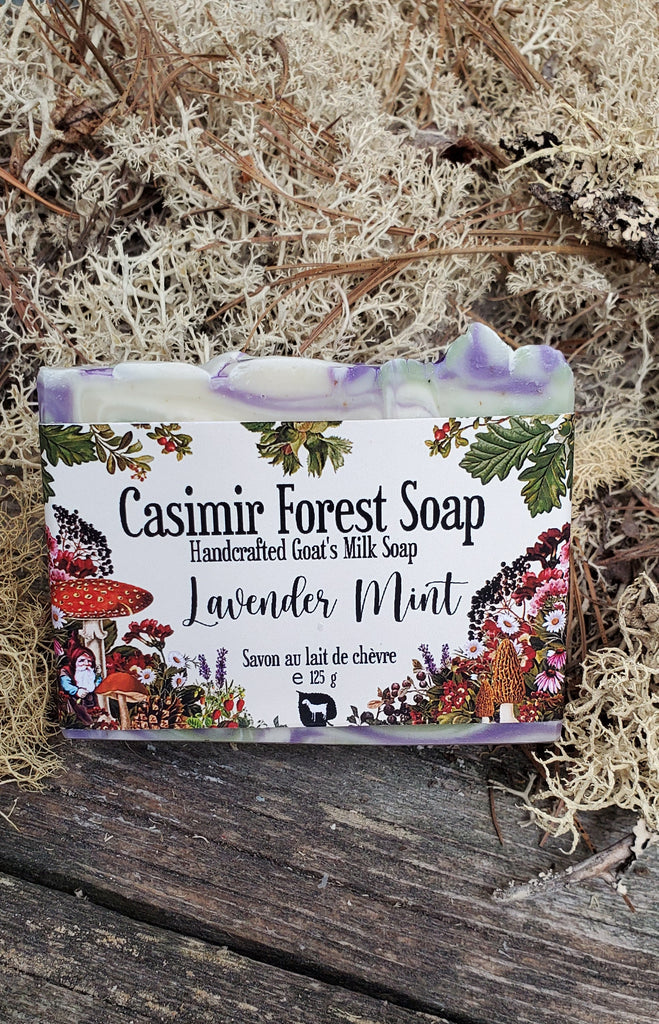 Casimir Forest Soap
Handcrafted Goat's Milk Soap
Lavender Mint
Savon au lait de chèvre
e 125 g